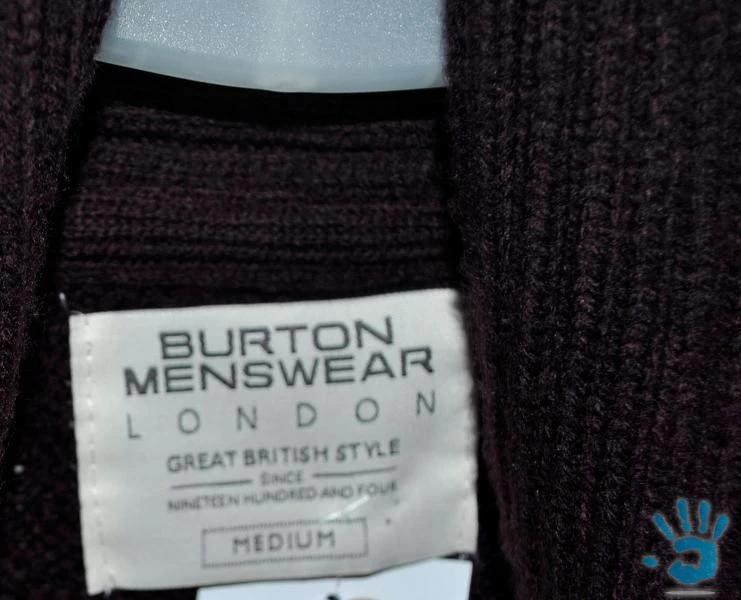 BURTON
MENSWEAR
LONDON
GREAT BRITISH STYLE
SINCE
NINETEEN HUNDRED AND FOUR
MEDIUM